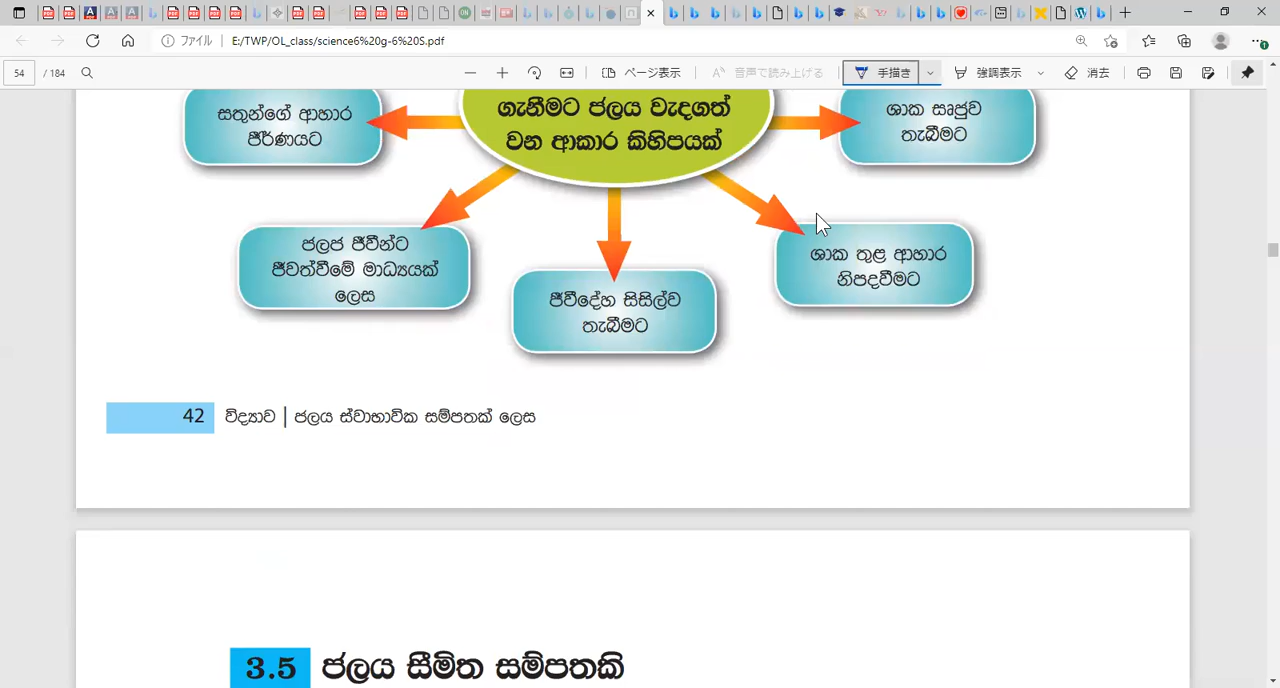 ファイル
E:/TWP/OL_class/science6%20g-6%20S.pdf
54 / 184
ページ表示
音声で読み上げる
手描き
強調表示
消去
ගැනීමට ජලය වැදගත්
වන ආකාර කිහිපයක්
සතුන්ගේ ආහාර
ජීර්ණයට
ශාක සෘජුව
තැබීමට
ජලජ ජීවීන්ට
ජීවත්වීමේ මාධ්‍යයක්
ලෙස
ජීවීදේහ සිසිල්ව
තැබීමට
ශාක තුළ ආහාර
නිපදවීමට
42 විද්‍යාව | ජලය ස්වාභාවික සම්පතක් ලෙස
3.5 ජලය සීමිත සම්පතකි